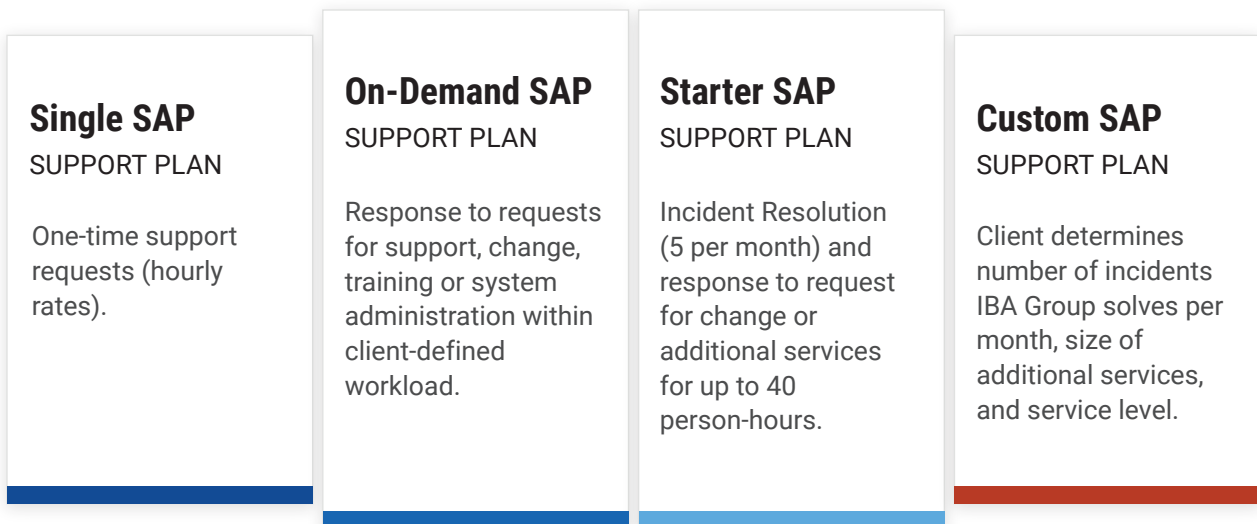 Single SAP
SUPPORT PLAN
One-time support
requests (hourly
rates).
On-Demand SAP
SUPPORT PLAN
Response to requests
for support, change,
training or system
administration within
client-defined
workload.
Starter SAP
SUPPORT PLAN
Incident Resolution
(5 per month) and
response to request
for change or
additional services
for up to 40
person-hours.
Custom SAP
SUPPORT PLAN
Client determines
number of incidents
IBA Group solves per
month, size of
additional services,
and service level.